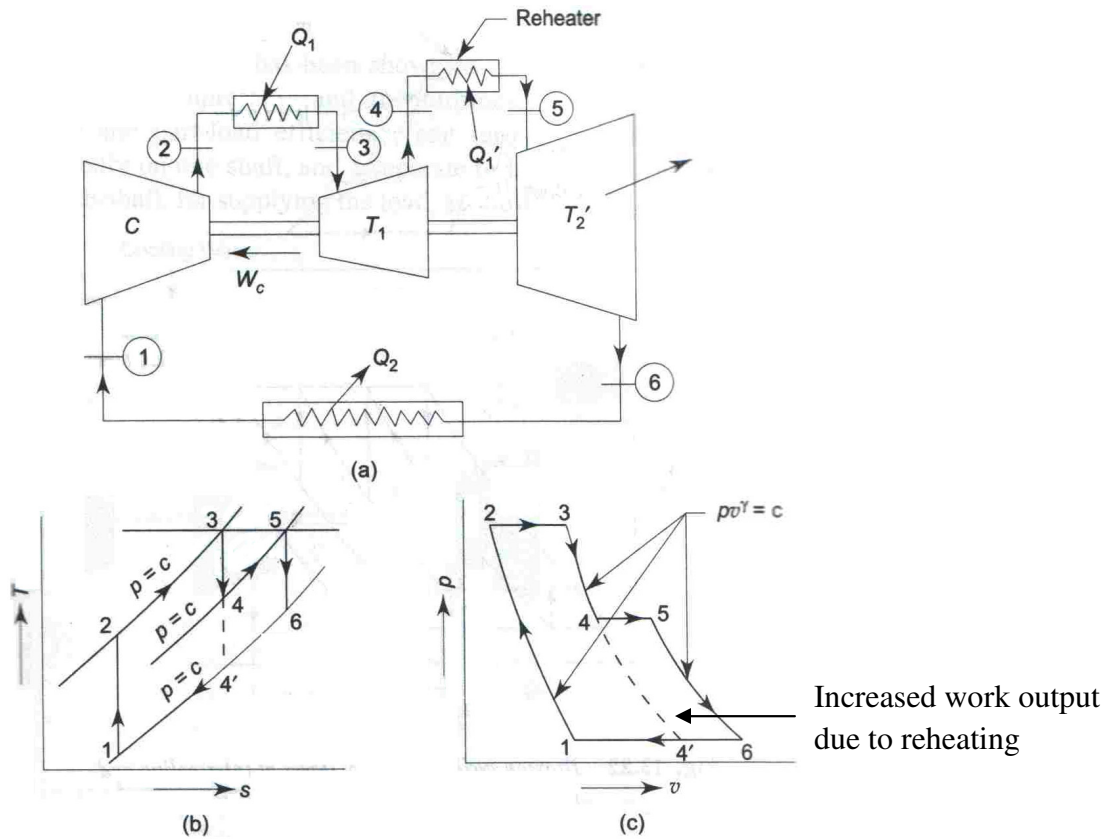 Reheater
Q₁
4
5
2
3
Q₁′
C
T₁
T₂′
W_c
1
Q₂
6
(a)
3 5
p = c
T
2
p = c
4
6
p = c
4′
1
s
(b)
2 3
pv^γ = c
p
4 5
1 4′ 6
v
(c)
Increased work output
due to reheating